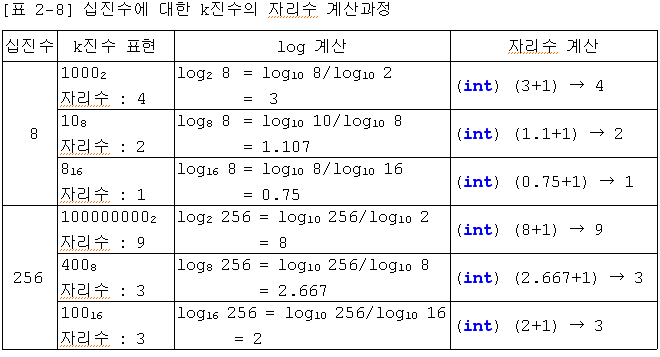 [표 2-8] 십진수에 대한 k진수의 자리수 계산과정
십진수 k진수 표현 log 계산 자리수 계산
8
1000₂
자리수 : 4
log₂ 8 = log₁₀ 8/log₁₀ 2
= 3
(int) (3+1) → 4
10₈
자리수 : 2
log₈ 8 = log₁₀ 10/log₁₀ 8
= 1.107
(int) (1.1+1) → 2
8₁₆
자리수 : 1
log₁₆ 8 = log₁₀ 8/log₁₀ 16
= 0.75
(int) (0.75+1) → 1
256
100000000₂
자리수 : 9
log₂ 256 = log₁₀ 256/log₁₀ 2
= 8
(int) (8+1) → 9
400₈
자리수 : 3
log₈ 256 = log₁₀ 256/log₁₀ 8
= 2.667
(int) (2.667+1) → 3
100₁₆
자리수 : 3
log₁₆ 256 = log₁₀ 256/log₁₀ 16
= 2
(int) (2+1) → 3